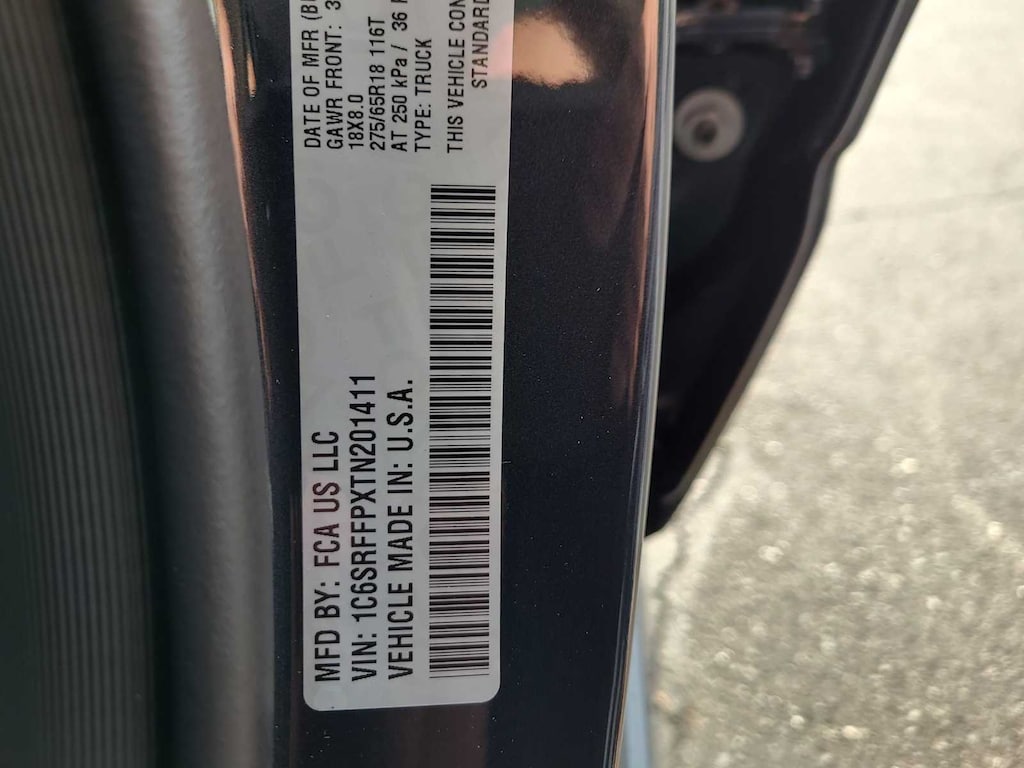 MFD BY: FCA US LLC
VIN: 1C6SRFFPXTN201411
VEHICLE MADE IN: U.S.A.
DATE OF MFR
GAWR FRONT:
18X8.0
275/65R18 116T
AT 250 kPa / 36
TYPE: TRUCK
THIS VEHICLE
STANDARD